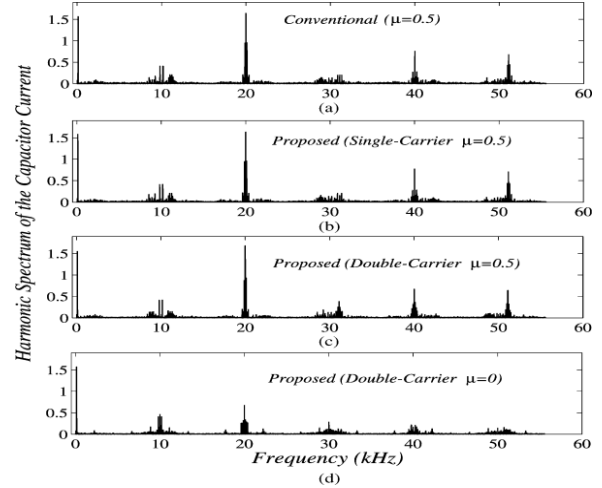 Harmonic Spectrum of the Capacitor Current
1.5
1
0.5
0
Conventional (μ=0.5)
0 10 20 30 40 50 60
(a)
1.5
1
0.5
0
Proposed (Single-Carrier μ=0.5)
0 10 20 30 40 50 60
(b)
1.5
1
0.5
0
Proposed (Double-Carrier μ=0.5)
0 10 20 30 40 50 60
(c)
1.5
1
0.5
0
Proposed (Double-Carrier μ=0)
0 10 20 30 40 50 60
Frequency (kHz)
(d)